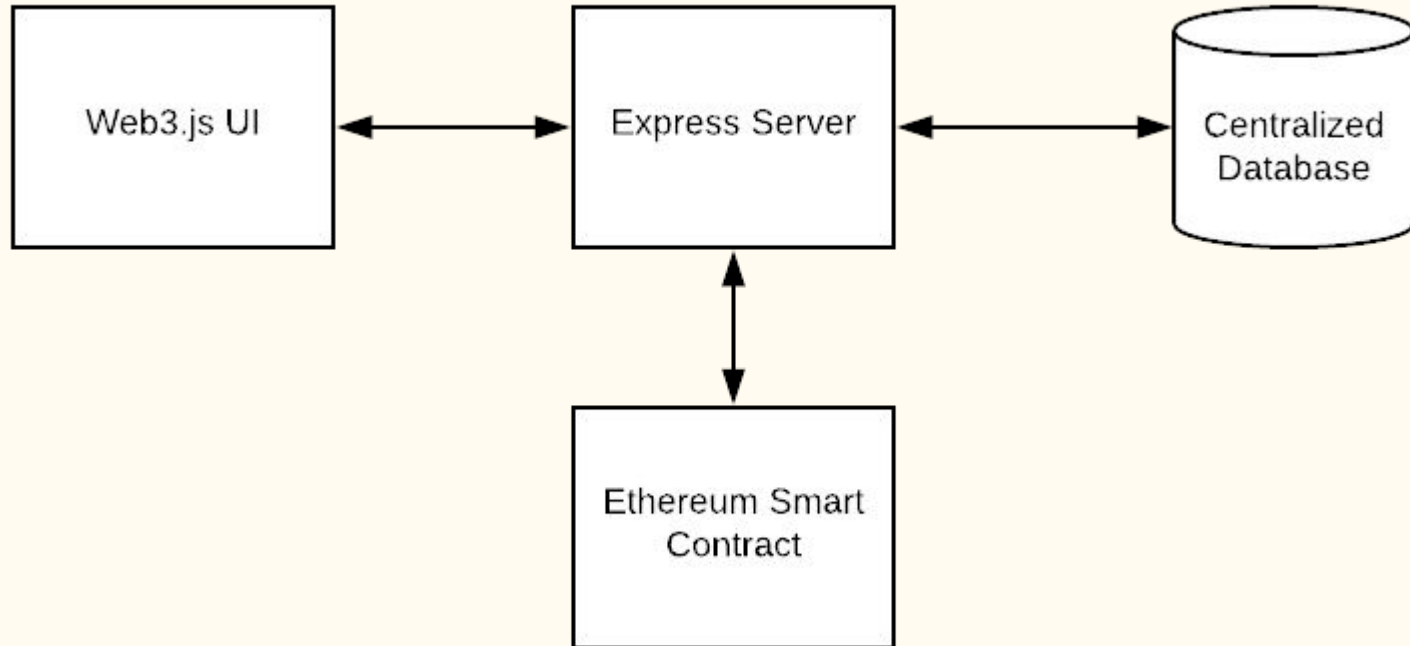 Web3.js UI
Express Server
Centralized
Database
Ethereum Smart
Contract